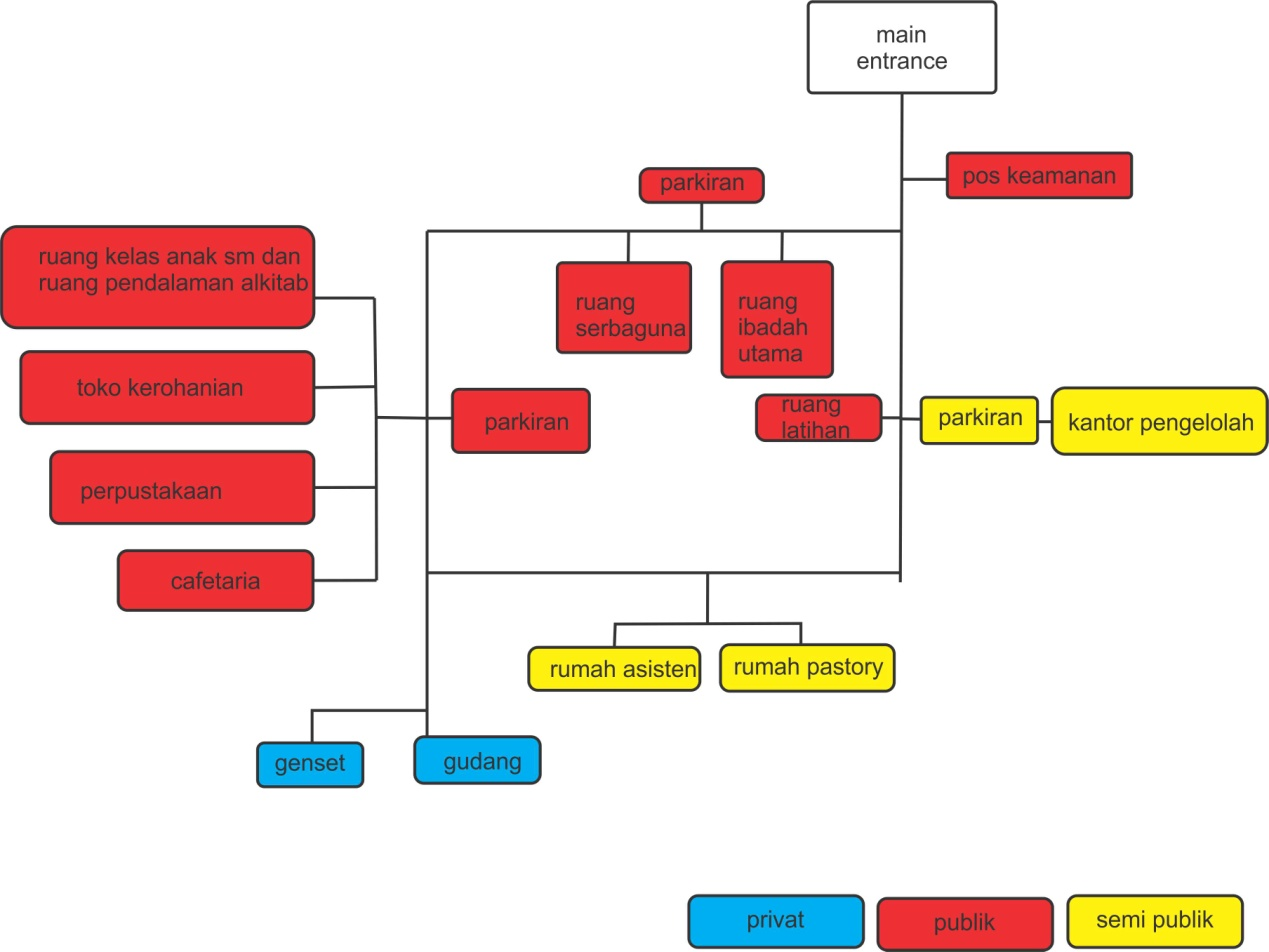 main
entrance
pos keamanan
parkiran
ruang kelas anak sm dan
ruang pendalaman alkitab
ruang
serbaguna
ruang
ibadah
utama
toko kerohanian
parkiran
ruang
latihan
parkiran
kantor pengelolah
perpustakaan
cafetaria
rumah asisten
rumah pastory
genset
gudang
privat
publik
semi publik